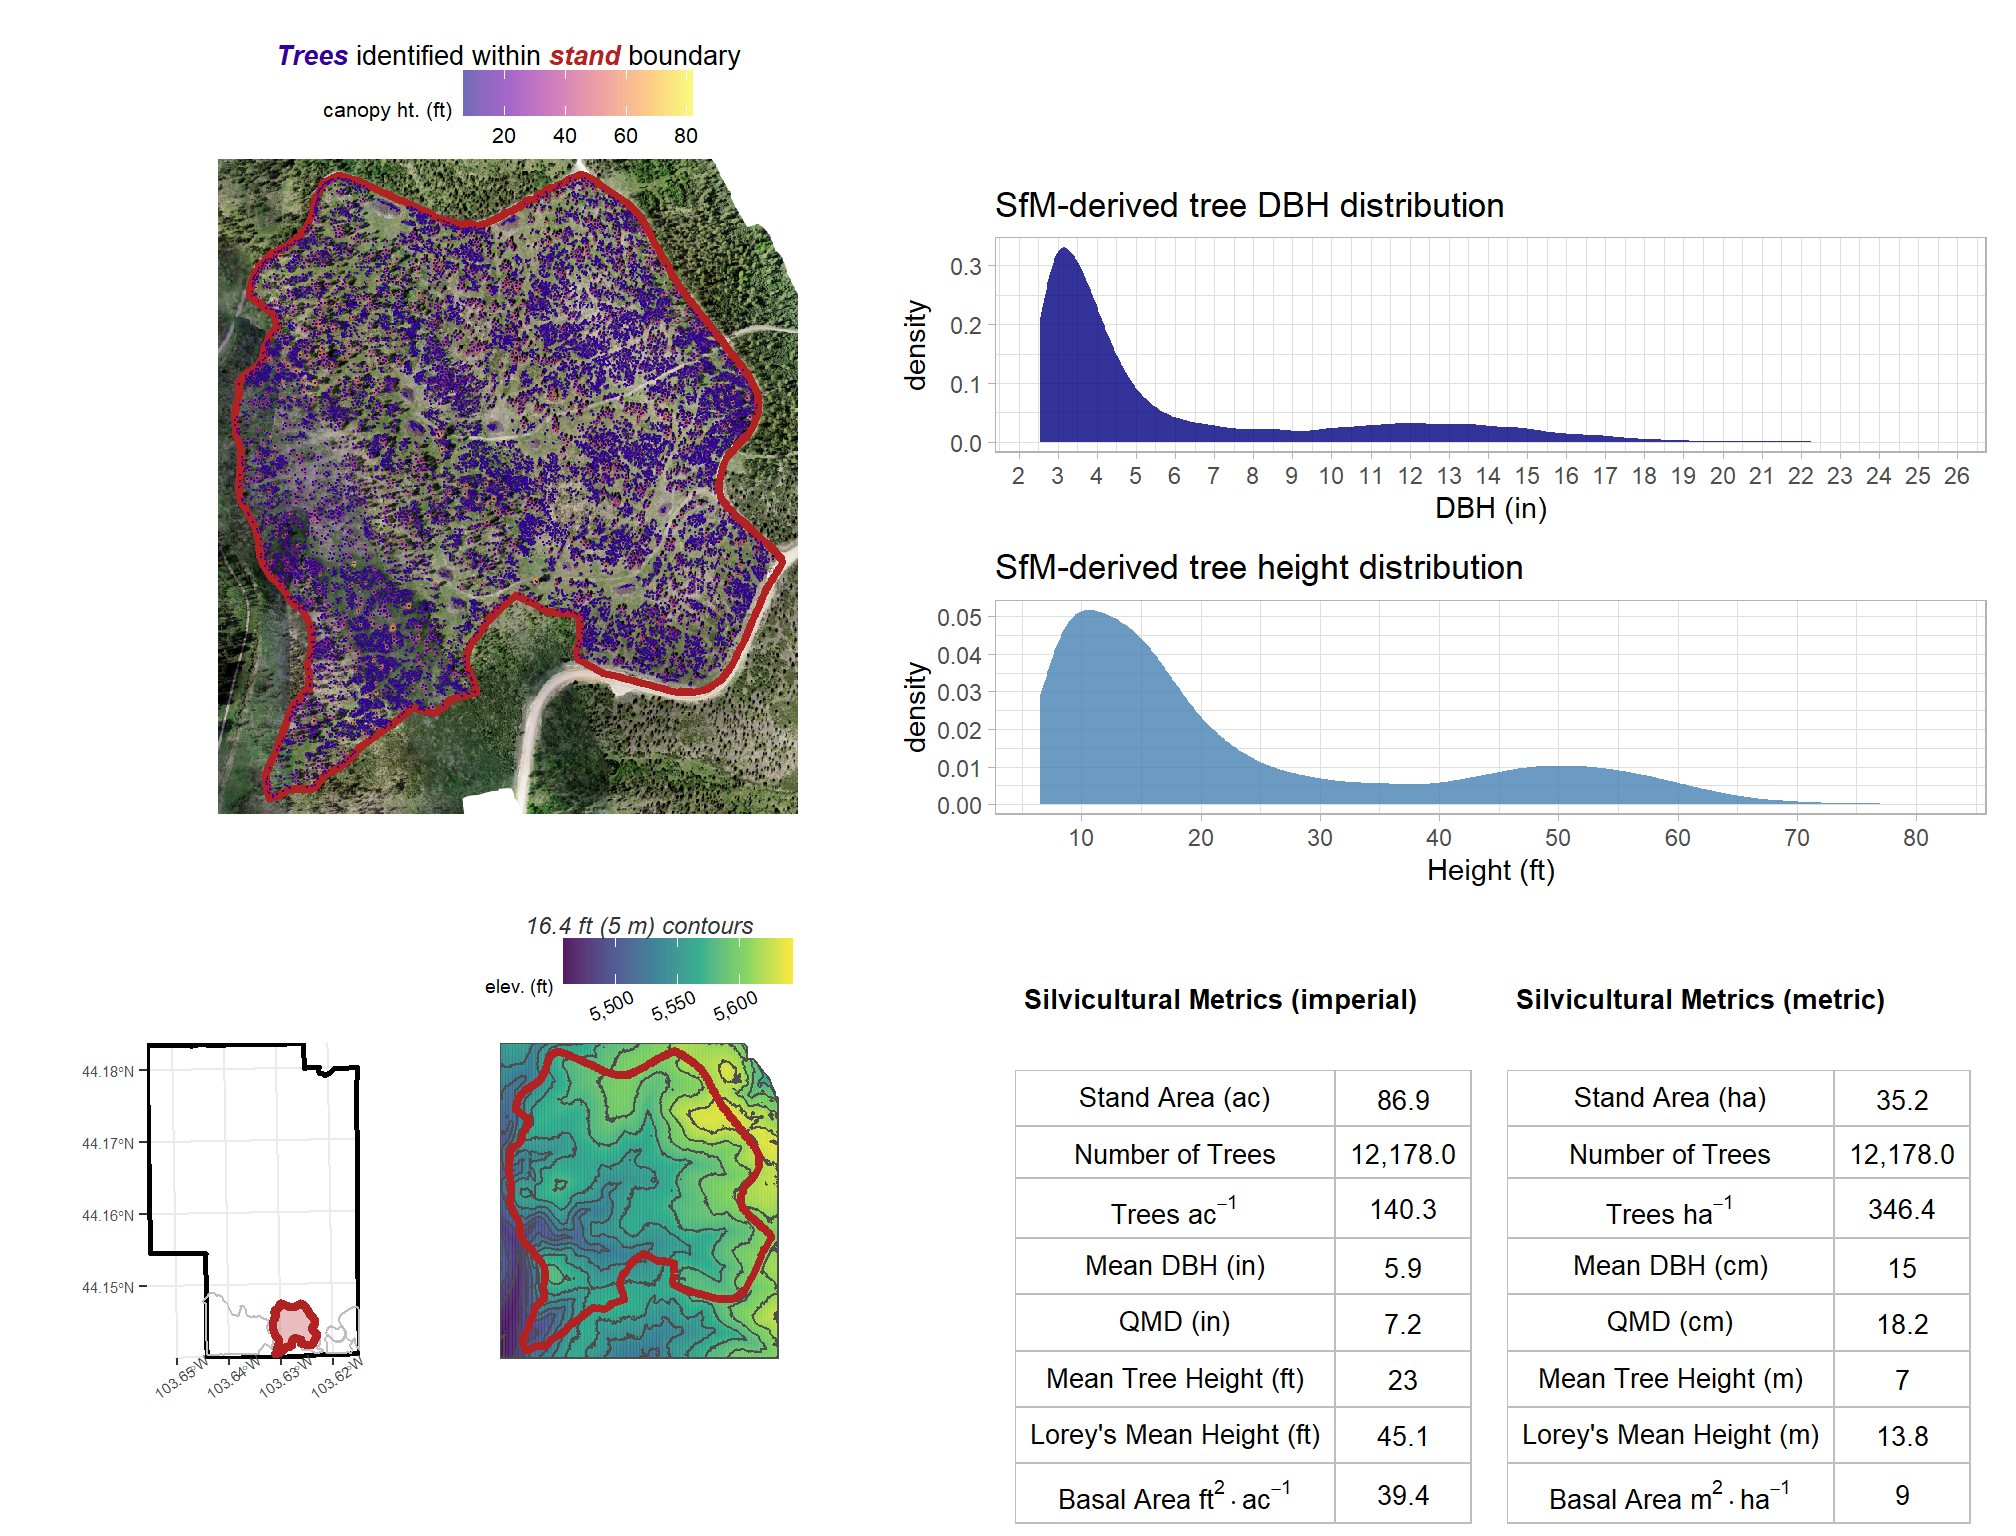 Trees identified within stand boundary
canopy ht. (ft)
20 40 60 80
SfM-derived tree DBH distribution
density
0.3
0.2
0.1
0.0
2 3 4 5 6 7 8 9 10 11 12 13 14 15 16 17 18 19 20 21 22 23 24 25 26
DBH (in)
SfM-derived tree height distribution
density
0.05
0.04
0.03
0.02
0.01
0.00
10 20 30 40 50 60 70 80
Height (ft)
16.4 ft (5 m) contours
elev. (ft)
5,500 5,550 5,600
44.18°N
44.17°N
44.16°N
44.15°N
103.65°W 103.64°W 103.63°W 103.62°W
Silvicultural Metrics (imperial)
Stand Area (ac) 86.9
Number of Trees 12,178.0
Trees ac⁻¹ 140.3
Mean DBH (in) 5.9
QMD (in) 7.2
Mean Tree Height (ft) 23
Lorey's Mean Height (ft) 45.1
Basal Area ft² · ac⁻¹ 39.4
Silvicultural Metrics (metric)
Stand Area (ha) 35.2
Number of Trees 12,178.0
Trees ha⁻¹ 346.4
Mean DBH (cm) 15
QMD (cm) 18.2
Mean Tree Height (m) 7
Lorey's Mean Height (m) 13.8
Basal Area m² · ha⁻¹ 9